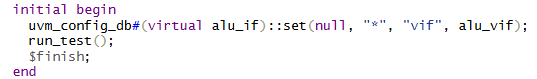 initial begin
uvm_config_db#(virtual alu_if)::set(null, "*", "vif", alu_vif);
run_test();
$finish;
end